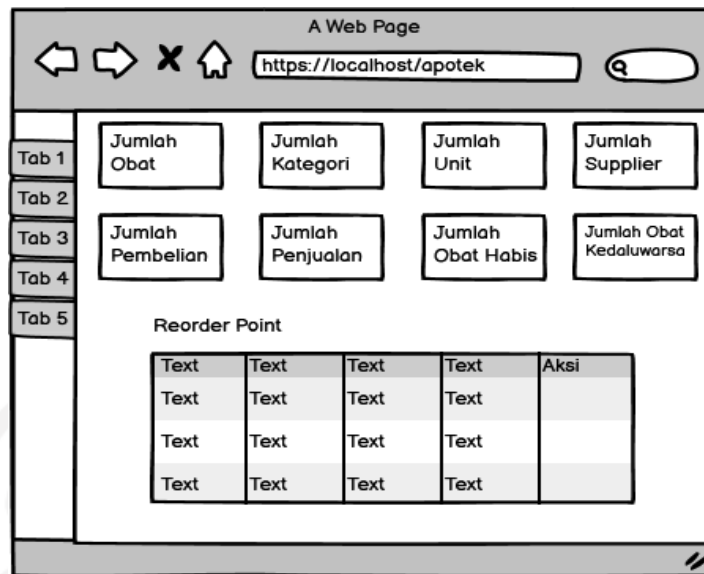 A Web Page
https://localhost/apotek
Tab 1
Tab 2
Tab 3
Tab 4
Tab 5
Jumlah
Obat
Jumlah
Kategori
Jumlah
Unit
Jumlah
Supplier
Jumlah
Pembelian
Jumlah
Penjualan
Jumlah
Obat Habis
Jumlah Obat
Kedaluwarsa
Reorder Point
Text Text Text Text Aksi
Text Text Text Text
Text Text Text Text
Text Text Text Text